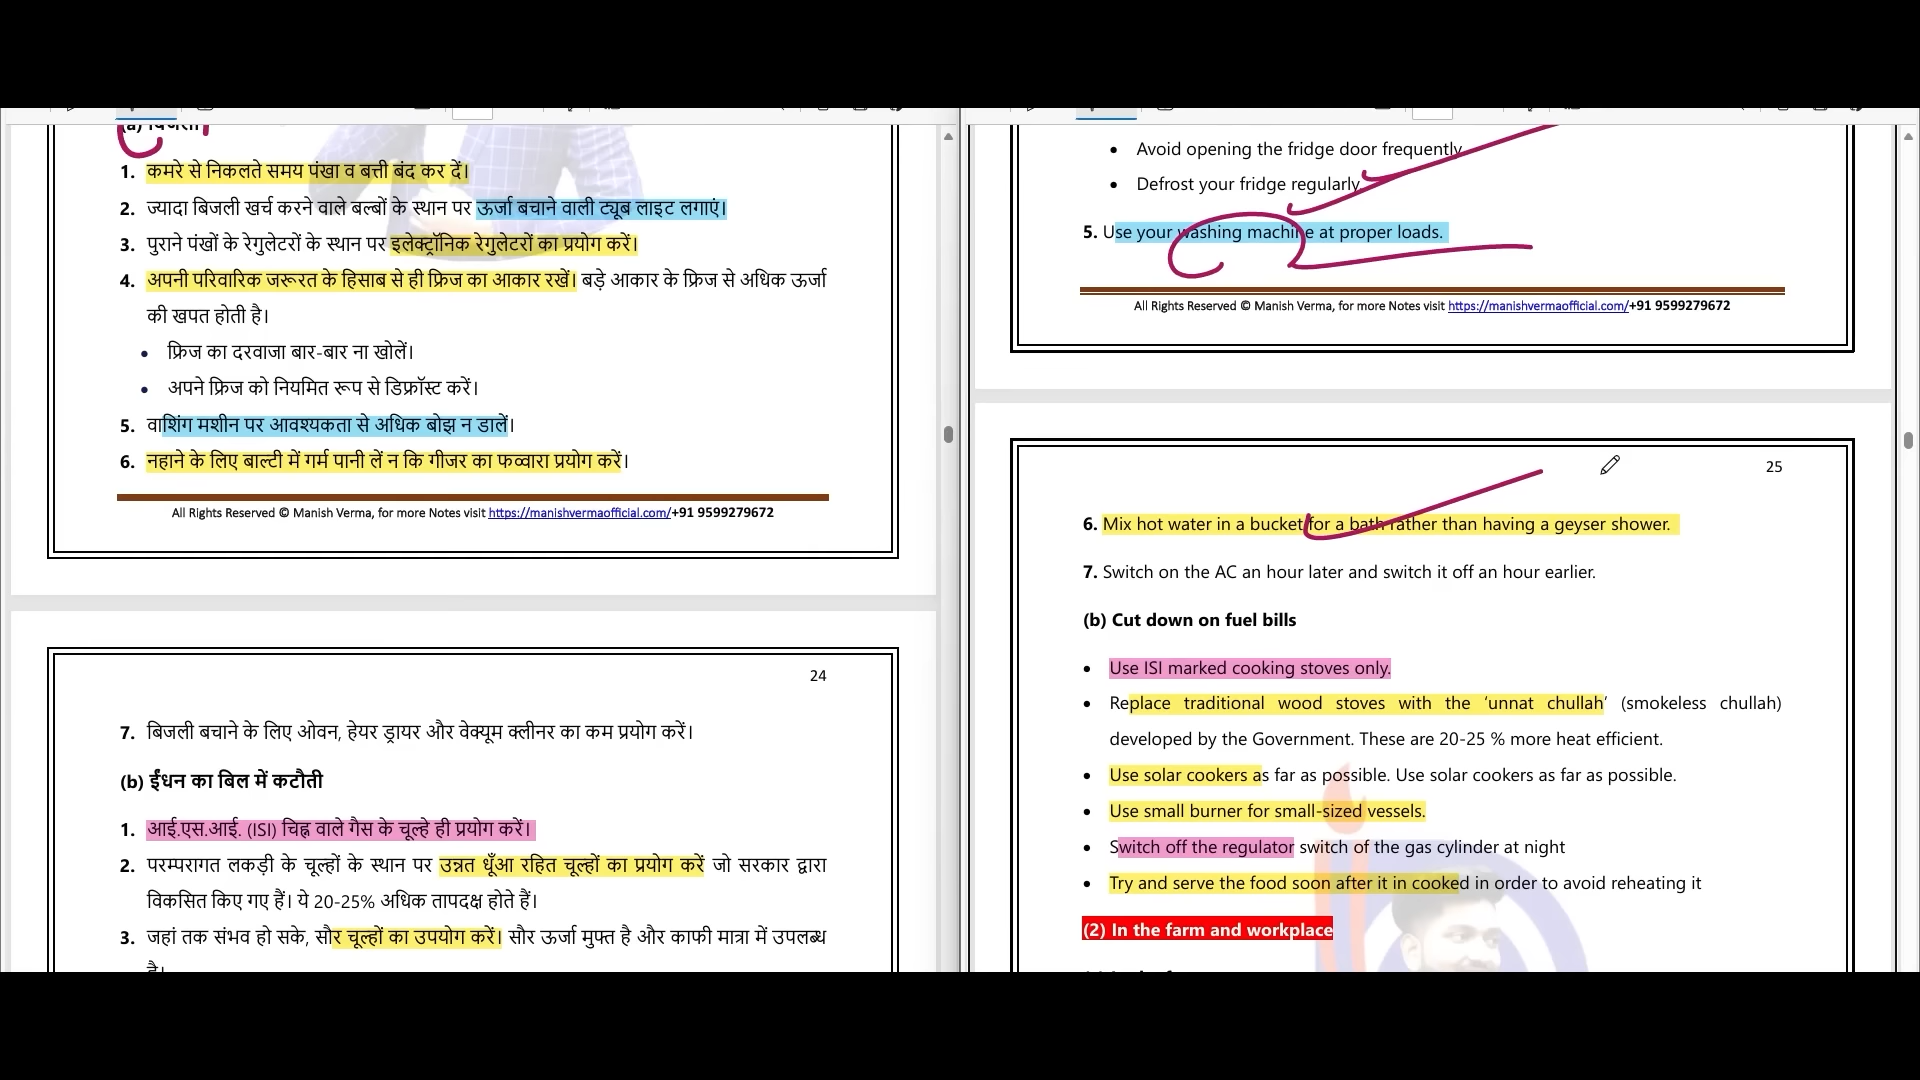 (a) बिजली
1. कमरे से निकलते समय पंखा व बत्ती बंद कर दें।
2. ज्यादा बिजली खर्च करने वाले बल्बों के स्थान पर ऊर्जा बचाने वाली ट्यूब लाइट लगाएं।
3. पुराने पंखों के रेगुलेटरों के स्थान पर इलेक्ट्रॉनिक रेगुलेटरों का प्रयोग करें।
4. अपनी परिवारिक जरूरत के हिसाब से ही फ्रिज का आकार रखें। बड़े आकार के फ्रिज से अधिक ऊर्जा
की खपत होती है।
• फ्रिज का दरवाजा बार-बार ना खोलें।
• अपने फ्रिज को नियमित रूप से डिफ्रॉस्ट करें।
5. वाशिंग मशीन पर आवश्यकता से अधिक बोझ न डालें।
6. नहाने के लिए बाल्टी में गर्म पानी लें न कि गीजर का फव्वारा प्रयोग करें।
All Rights Reserved © Manish Verma, for more Notes visit https://manishvermaofficial.com/+91 9599279672
24
7. बिजली बचाने के लिए ओवन, हेयर ड्रायर और वेक्यूम क्लीनर का कम प्रयोग करें।
(b) ईंधन का बिल में कटौती
1. आई.एस.आई. (ISI) चिह्न वाले गैस के चूल्हे ही प्रयोग करें।
2. परम्परागत लकड़ी के चूल्हों के स्थान पर उन्नत धूँआ रहित चूल्हों का प्रयोग करें जो सरकार द्वारा
विकसित किए गए हैं। ये 20-25% अधिक तापदक्ष होते हैं।
3. जहां तक संभव हो सके, सौर चूल्हों का उपयोग करें। सौर ऊर्जा मुफ्त है और काफी मात्रा में उपलब्ध
है।
• Avoid opening the fridge door frequently
• Defrost your fridge regularly
5. Use your washing machine at proper loads.
All Rights Reserved © Manish Verma, for more Notes visit https://manishvermaofficial.com/+91 9599279672
25
6. Mix hot water in a bucket for a bath rather than having a geyser shower.
7. Switch on the AC an hour later and switch it off an hour earlier.
(b) Cut down on fuel bills
• Use ISI marked cooking stoves only.
• Replace traditional wood stoves with the ‘unnat chullah’ (smokeless chullah)
developed by the Government. These are 20-25 % more heat efficient.
• Use solar cookers as far as possible. Use solar cookers as far as possible.
• Use small burner for small-sized vessels.
• Switch off the regulator switch of the gas cylinder at night
• Try and serve the food soon after it in cooked in order to avoid reheating it
(2) In the farm and workplace